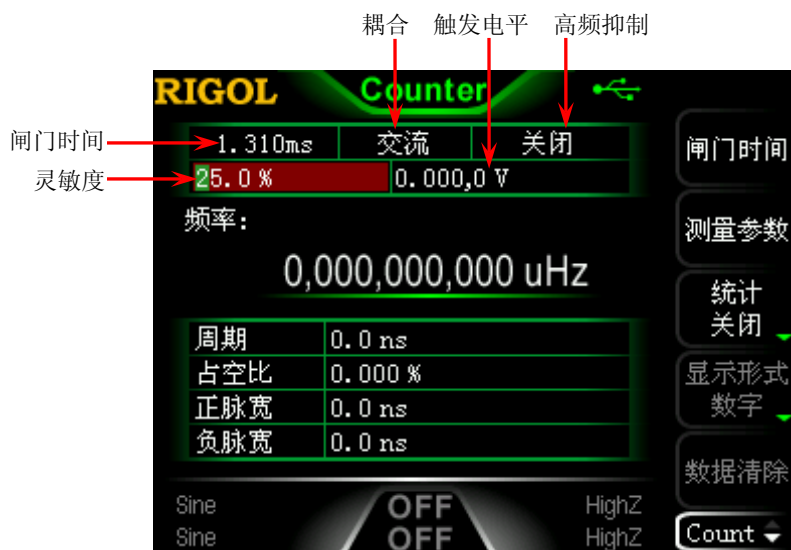 耦合 触发电平 高频抑制
RIGOL Counter
闸门时间 1.310ms 交流 关闭 闸门时间
灵敏度 25.0 % 0.000,0 V
频率: 测量参数
0,000,000,000 uHz
统计
关闭
周期 0.0 ns
占空比 0.000 % 显示形式
正脉宽 0.0 ns 数字
负脉宽 0.0 ns
数据清除
Sine OFF HighZ
Sine OFF HighZ Count